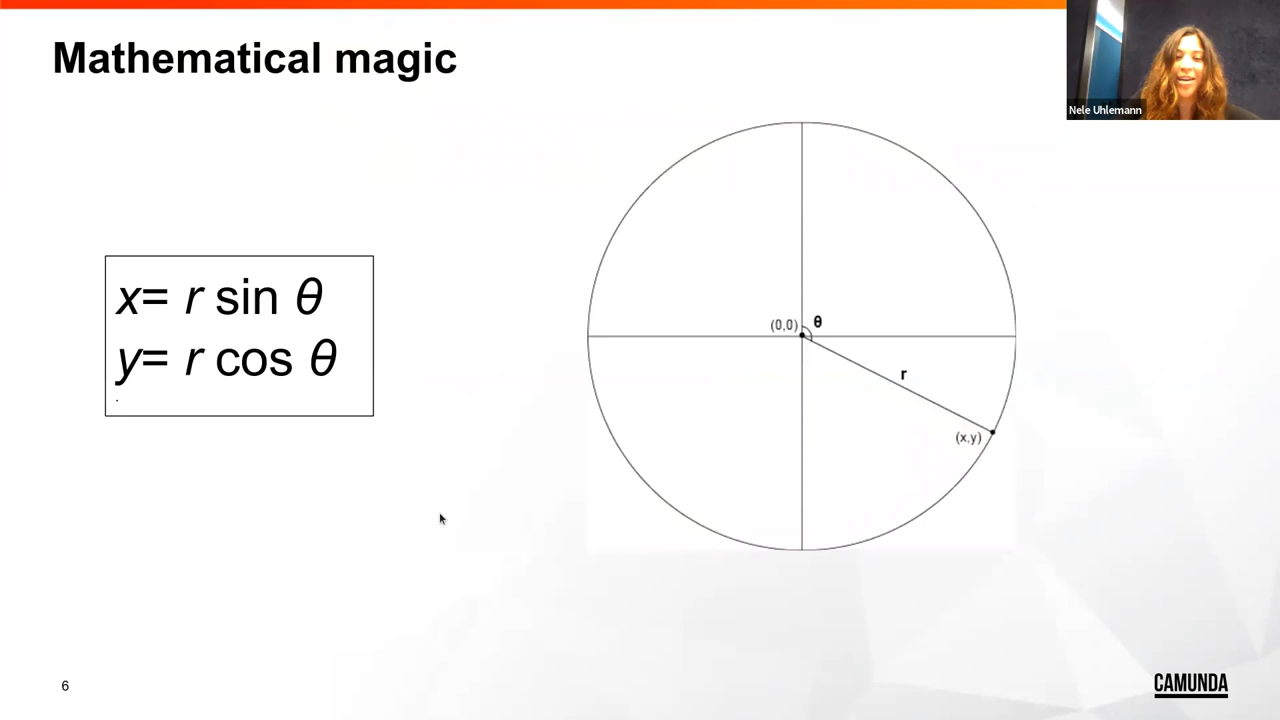 Mathematical magic
Nele Uhlemann
x= r sin θ
y= r cos θ
.
(0,0)
θ
r
(x,y)
6
CAMUNDA